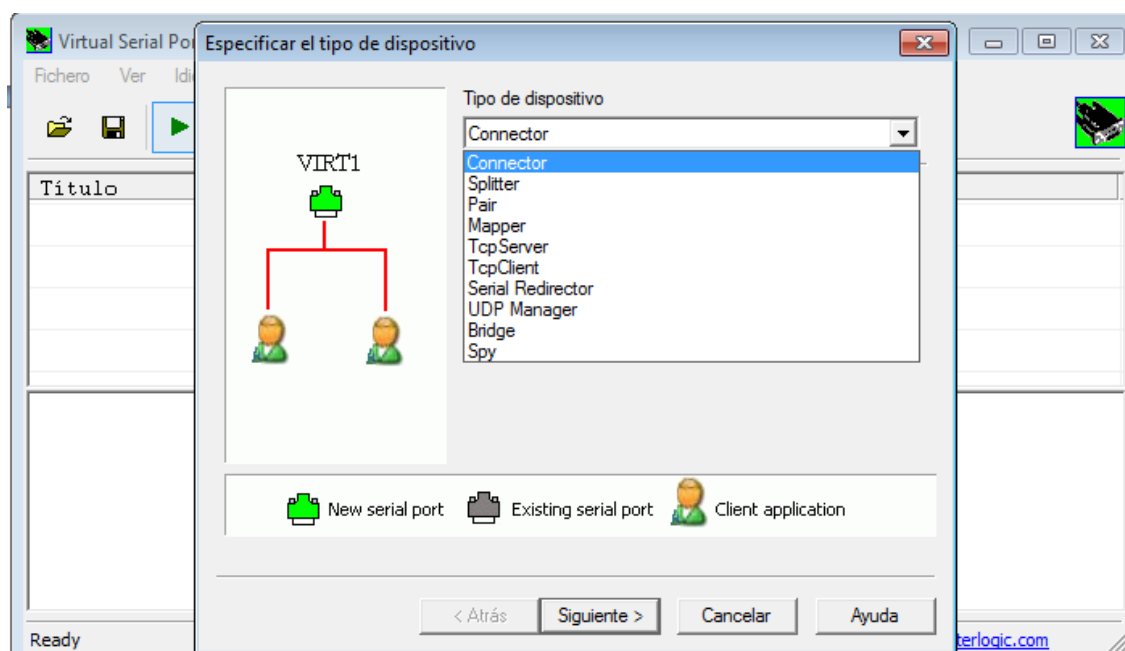 Virtual Serial Po
Especificar el tipo de dispositivo
Fichero Ver Idi
Tipo de dispositivo
Connector
VIRT1
Connector
Splitter
Pair
Mapper
TcpServer
TcpClient
Serial Redirector
UDP Manager
Bridge
Spy
Título
New serial port
Existing serial port
Client application
< Atrás
Siguiente >
Cancelar
Ayuda
Ready
terlogic.com